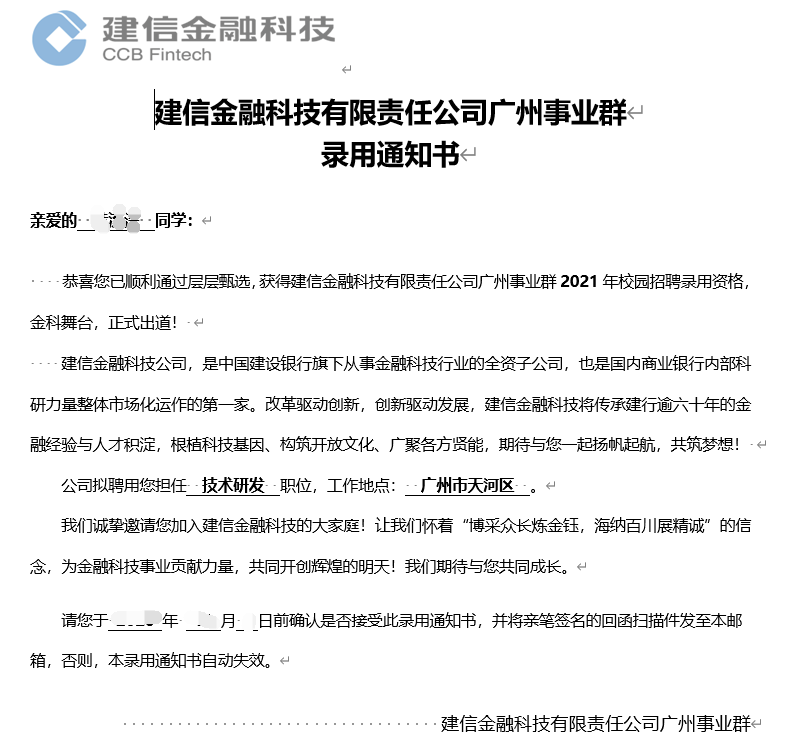 建信金融科技
CCB Fintech
建信金融科技有限责任公司广州事业群
录用通知书
亲爱的 同学：
恭喜您已顺利通过层层甄选，获得建信金融科技有限责任公司广州事业群 2021 年校园招聘录用资格，
金科舞台，正式出道！
建信金融科技公司，是中国建设银行旗下从事金融科技行业的全资子公司，也是国内商业银行内部科
研力量整体市场化运作的第一家。改革驱动创新，创新驱动发展，建信金融科技将传承建行逾六十年的金
融经验与人才积淀，根植科技基因、构筑开放文化、广聚各方贤能，期待与您一起扬帆起航，共筑梦想！
公司拟聘用您担任 技术研发 职位，工作地点： 广州市天河区 。
我们诚挚邀请您加入建信金融科技的大家庭！让我们怀着“博采众长炼金钰，海纳百川展精诚”的信
念，为金融科技事业贡献力量，共同开创辉煌的明天！我们期待与您共同成长。
请您于 年 月 日前确认是否接受此录用通知书，并将亲笔签名的回函扫描件发至本邮
箱，否则，本录用通知书自动失效。
建信金融科技有限责任公司广州事业群